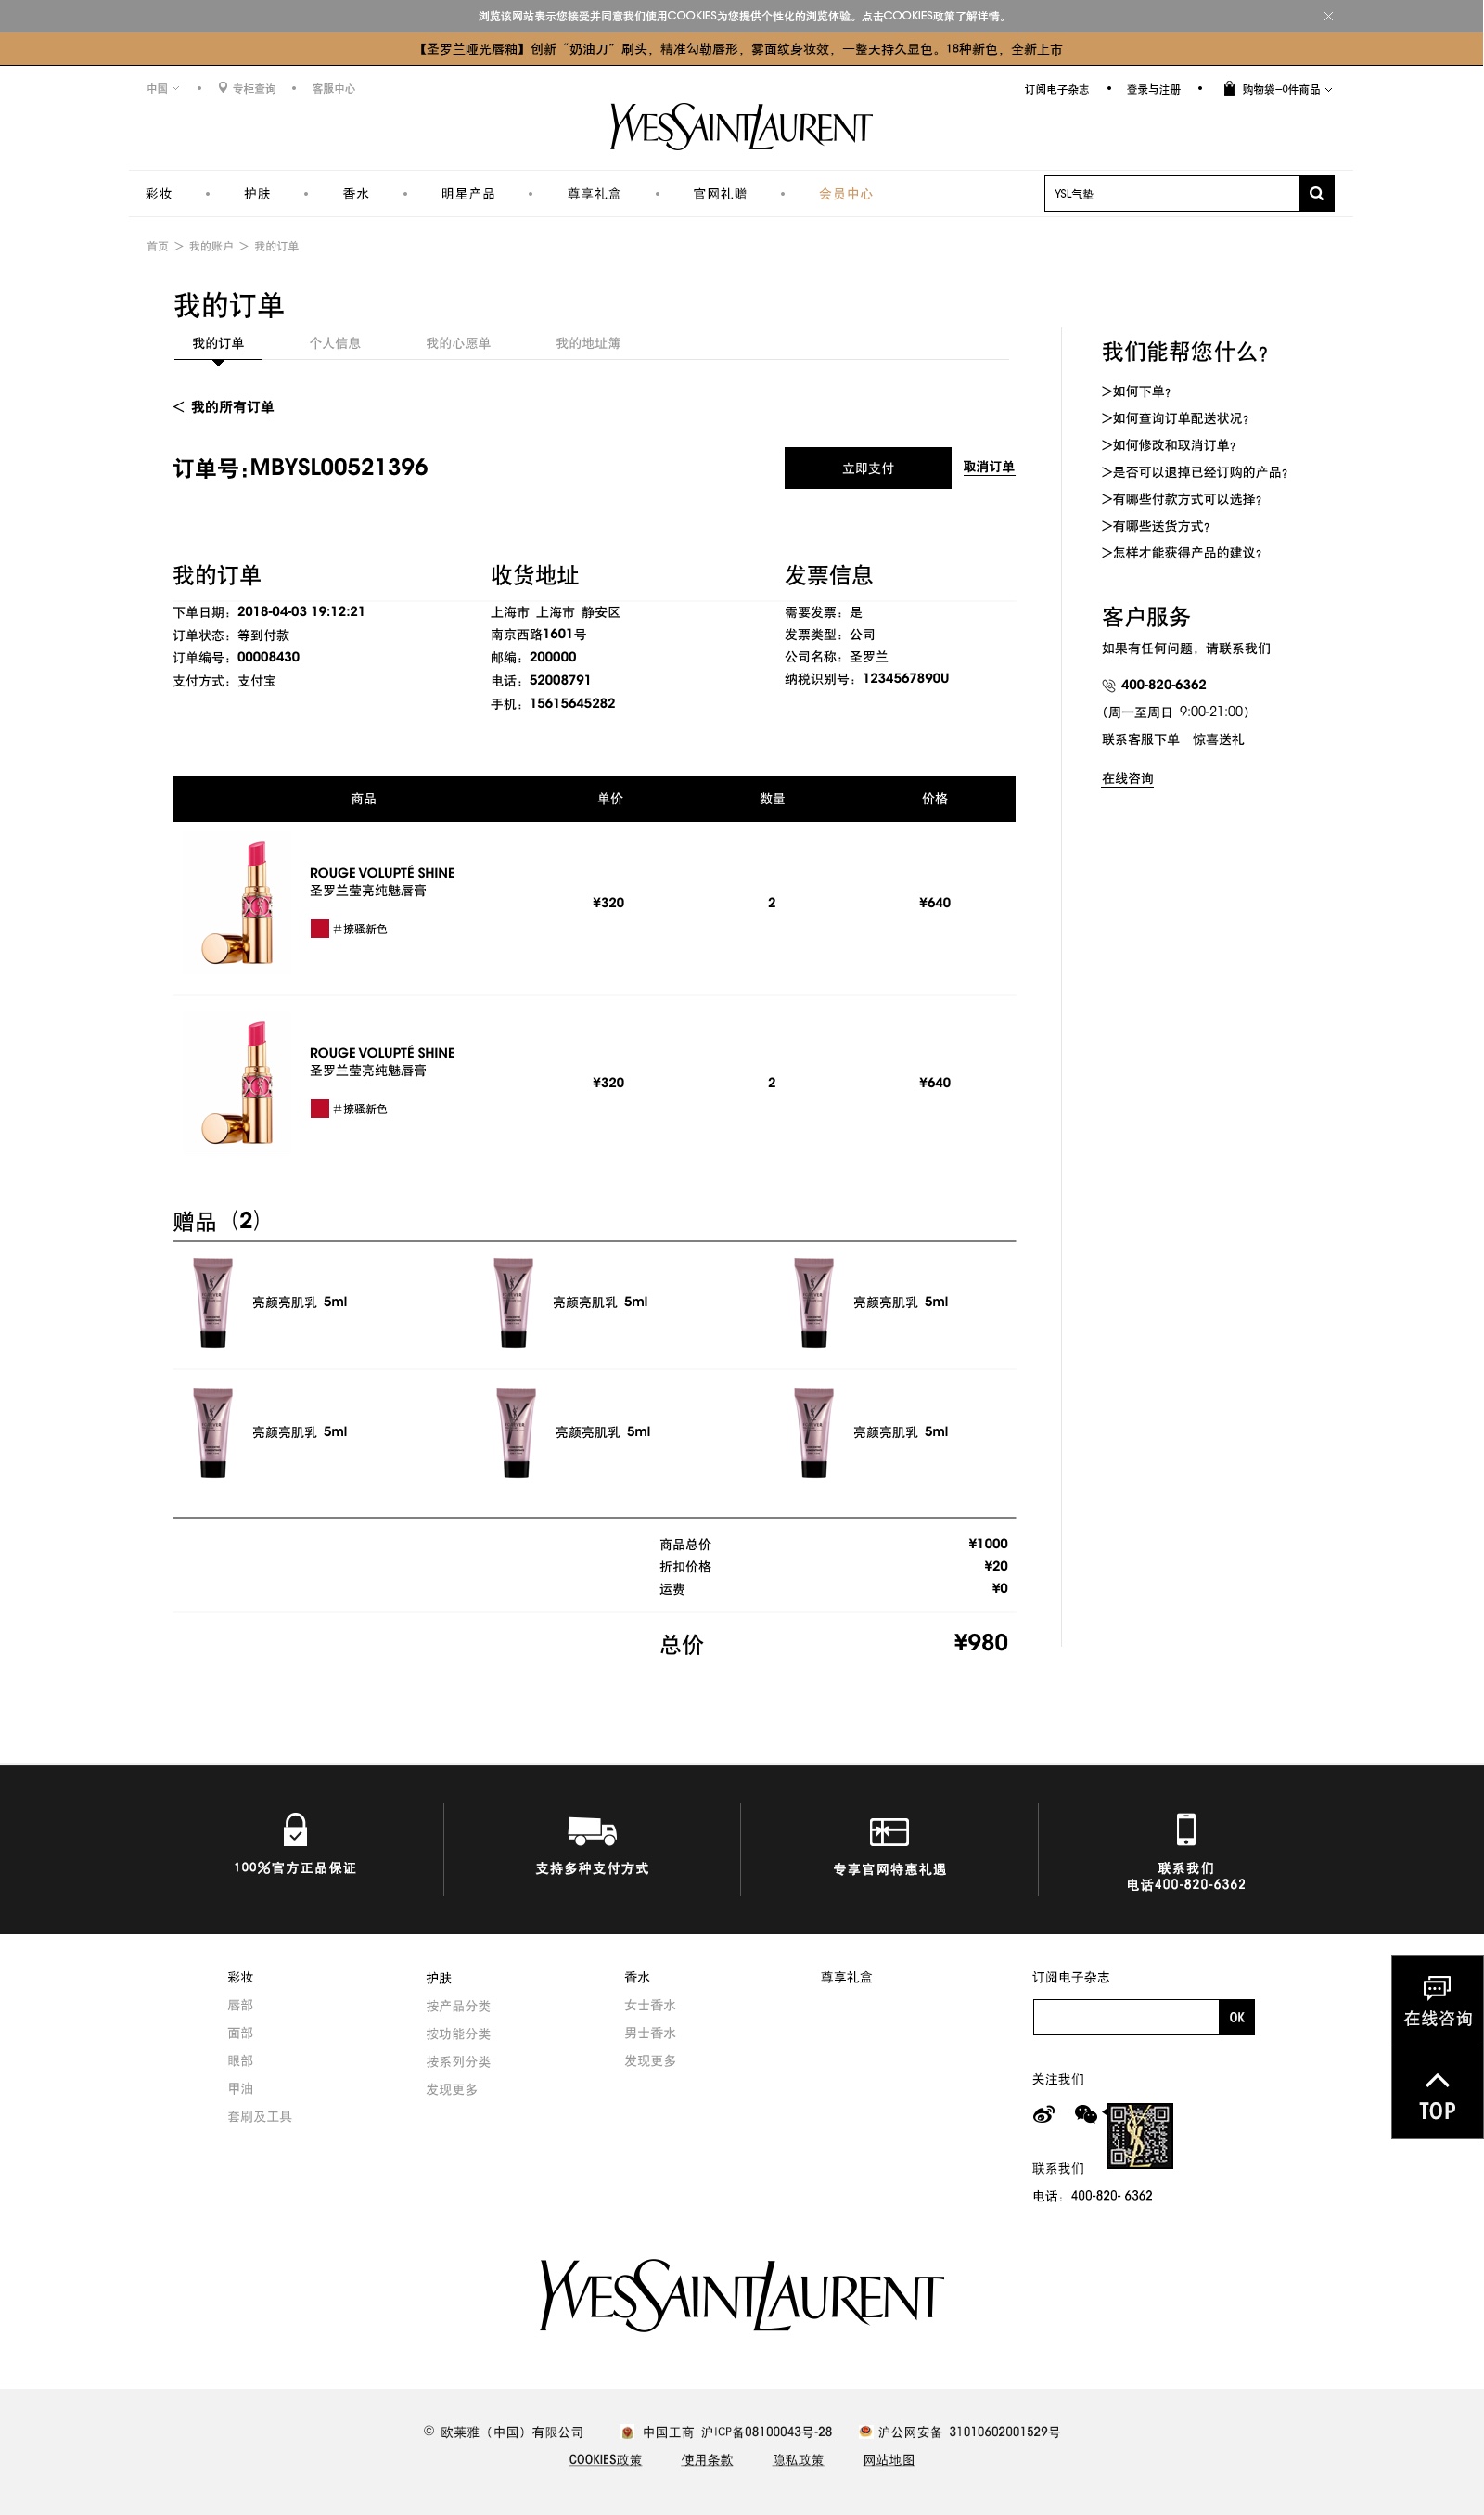 浏览该网站表示您接受并同意我们使用COOKIES为您提供个性化的浏览体验。点击COOKIES政策了解详情。
【圣罗兰哑光唇釉】创新“奶油刀”刷头，精准勾勒唇形，雾面纹身妆效，一整天持久显色。18种新色，全新上市
中国 • 专柜查询 • 客服中心
订阅电子杂志 • 登录与注册 • 购物袋—0件商品
YVESSAINTLAURENT
彩妆 • 护肤 • 香水 • 明星产品 • 尊享礼盒 • 官网礼赠 • 会员中心
YSL气垫
首页 > 我的账户 > 我的订单
我的订单
我的订单 个人信息 我的心愿单 我的地址簿
< 我的所有订单
订单号：MBYSL00521396
立即支付 取消订单
我的订单
下单日期：2018-04-03 19:12:21
订单状态：等到付款
订单编号：00008430
支付方式：支付宝
收货地址
上海市 上海市 静安区
南京西路1601号
邮编：200000
电话：52008791
手机：15615645282
发票信息
需要发票：是
发票类型：公司
公司名称：圣罗兰
纳税识别号：1234567890U
商品 单价 数量 价格
ROUGE VOLUPTÉ SHINE
圣罗兰莹亮纯魅唇膏
#撩骚新色
¥320 2 ¥640
ROUGE VOLUPTÉ SHINE
圣罗兰莹亮纯魅唇膏
#撩骚新色
¥320 2 ¥640
赠品（2）
亮颜亮肌乳 5ml 亮颜亮肌乳 5ml 亮颜亮肌乳 5ml
亮颜亮肌乳 5ml 亮颜亮肌乳 5ml 亮颜亮肌乳 5ml
商品总价 ¥1000
折扣价格 ¥20
运费 ¥0
总价 ¥980
我们能帮您什么？
>如何下单？
>如何查询订单配送状况？
>如何修改和取消订单？
>是否可以退掉已经订购的产品？
>有哪些付款方式可以选择？
>有哪些送货方式？
>怎样才能获得产品的建议？
客户服务
如果有任何问题，请联系我们
400-820-6362
（周一至周日 9:00-21:00）
联系客服下单 惊喜送礼
在线咨询
100%官方正品保证
支持多种支付方式
专享官网特惠礼遇
联系我们
电话400-820-6362
彩妆
唇部
面部
眼部
甲油
套刷及工具
护肤
按产品分类
按功能分类
按系列分类
发现更多
香水
女士香水
男士香水
发现更多
尊享礼盒
订阅电子杂志
OK
关注我们
联系我们
电话：400-820- 6362
在线咨询
TOP
YVESSAINTLAURENT
© 欧莱雅（中国）有限公司 中国工商 沪ICP备08100043号-28 沪公网安备 31010602001529号
COOKIES政策 使用条款 隐私政策 网站地图